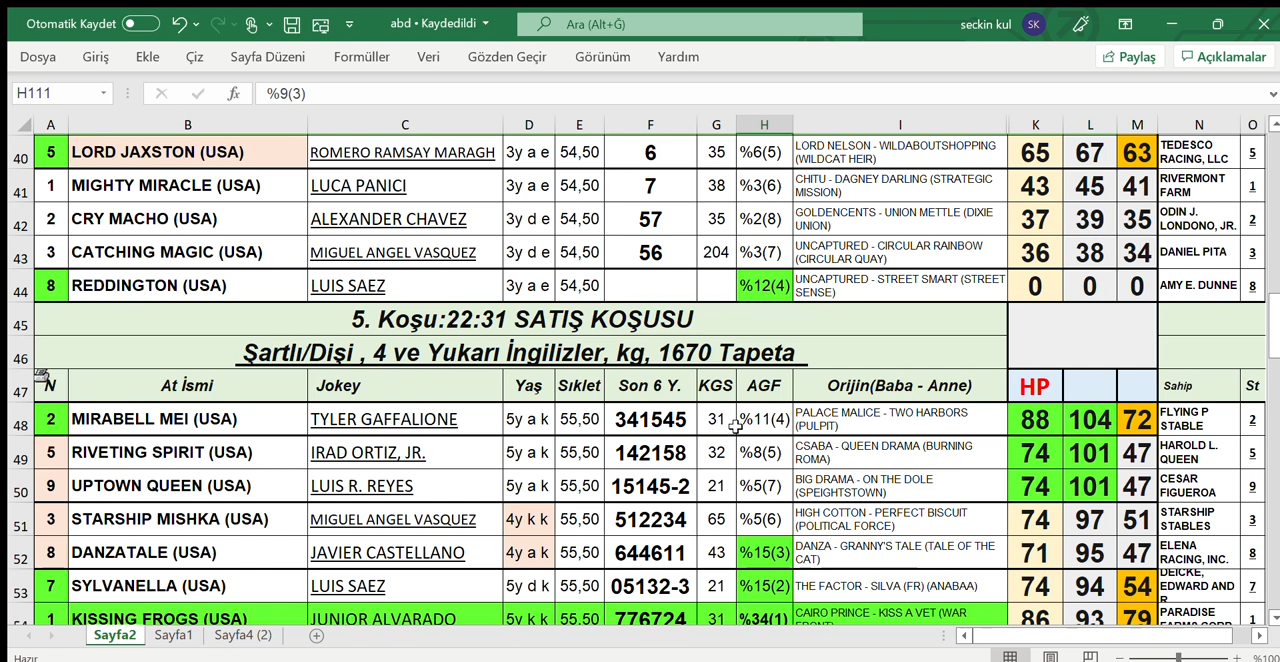 Otomatik Kaydet
abd • Kaydedildi
Ara (Alt+Ğ)
seckin kul SK
Dosya Giriş Ekle Çiz Sayfa Düzeni Formüller Veri Gözden Geçir Görünüm Yardım Paylaş Açıklamalar
H111 fx %9(3)
A B C D E F G H I K L M N O
40 5 LORD JAXSTON (USA) ROMERO RAMSAY MARAGH 3y a e 54,50 6 35 %6(5) LORD NELSON - WILDABOUTSHOPPING (WILDCAT HEIR) 65 67 63 TEDESCO RACING, LLC 5
41 1 MIGHTY MIRACLE (USA) LUCA PANICI 3y a e 54,50 7 38 %3(6) CHITU - DAGNEY DARLING (STRATEGIC MISSION) 43 45 41 RIVERMONT FARM 1
42 2 CRY MACHO (USA) ALEXANDER CHAVEZ 3y d e 54,50 57 35 %2(8) GOLDENCENTS - UNION METTLE (DIXIE UNION) 37 39 35 ODIN J. LONDONO, JR. 2
43 3 CATCHING MAGIC (USA) MIGUEL ANGEL VASQUEZ 3y d e 54,50 56 204 %3(7) UNCAPTURED - CIRCULAR RAINBOW (CIRCULAR QUAY) 36 38 34 DANIEL PITA 3
44 8 REDDINGTON (USA) LUIS SAEZ 3y a e 54,50 %12(4) UNCAPTURED - STREET SMART (STREET SENSE) 0 0 0 AMY E. DUNNE 8
45 5. Koşu:22:31 SATIŞ KOŞUSU
46 Şartlı/Dişi , 4 ve Yukarı İngilizler, kg, 1670 Tapeta
47 N At İsmi Jokey Yaş Sıklet Son 6 Y. KGS AGF Orijin(Baba - Anne) HP Sahip St
48 2 MIRABELL MEI (USA) TYLER GAFFALIONE 5y a k 55,50 341545 31 %11(4) PALACE MALICE - TWO HARBORS (PULPIT) 88 104 72 FLYING P STABLE 2
49 5 RIVETING SPIRIT (USA) IRAD ORTIZ, JR. 5y a k 55,50 142158 32 %8(5) CSABA - QUEEN DRAMA (BURNING ROMA) 74 101 47 HAROLD L. QUEEN 5
50 9 UPTOWN QUEEN (USA) LUIS R. REYES 5y a k 55,50 15145-2 21 %5(7) BIG DRAMA - ON THE DOLE (SPEIGHTSTOWN) 74 101 47 CESAR FIGUEROA 9
51 3 STARSHIP MISHKA (USA) MIGUEL ANGEL VASQUEZ 4y k k 55,50 512234 65 %5(6) HIGH COTTON - PERFECT BISCUIT (POLITICAL FORCE) 74 97 51 STARSHIP STABLES 3
52 8 DANZATALE (USA) JAVIER CASTELLANO 4y a k 55,50 644611 43 %15(3) DANZA - GRANNY'S TALE (TALE OF THE CAT) 71 95 47 ELENA RACING, INC. 8
53 7 SYLVANELLA (USA) LUIS SAEZ 5y d k 55,50 05132-3 21 %15(2) THE FACTOR - SILVA (FR) (ANABAA) 74 94 54 DEICKE, EDWARD AND 7
1 KISSING FROGS (USA) JUNIOR ALVARADO 5y a k 55,50 776724 31 %34(1) CAIRO PRINCE - KISS A VET (WAR 86 93 79 PARADISE 1
Sayfa2 Sayfa1 Sayfa4 (2)
Hazır %100